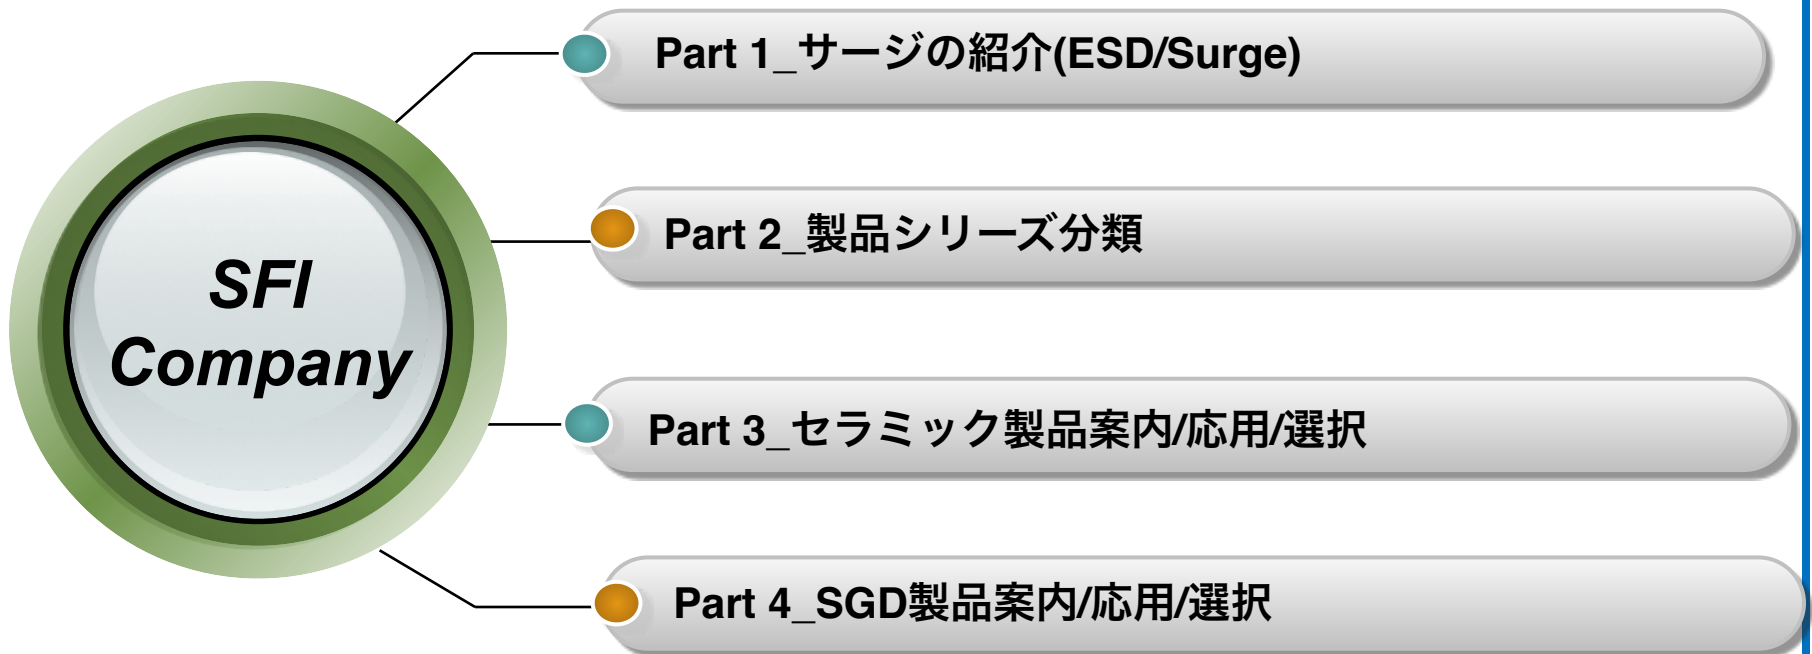 SFI
Company
Part 1_サージの紹介(ESD/Surge)
Part 2_製品シリーズ分類
Part 3_セラミック製品案内/応用/選択
Part 4_SGD製品案内/応用/選択